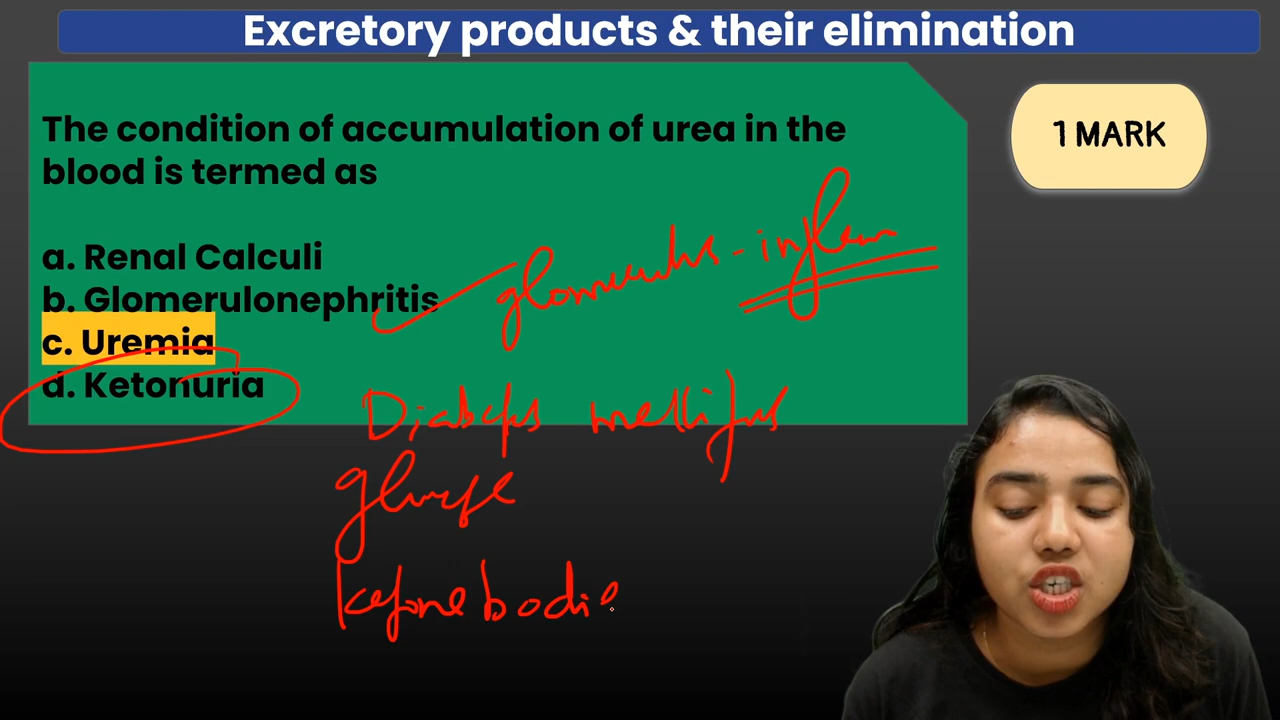 Excretory products & their elimination
1 MARK
The condition of accumulation of urea in the
blood is termed as
a. Renal Calculi
b. Glomerulonephritis
c. Uremia
d. Ketonuria
glomerulus - inflam
Diabetes mellitus
glucose
ketone bodie